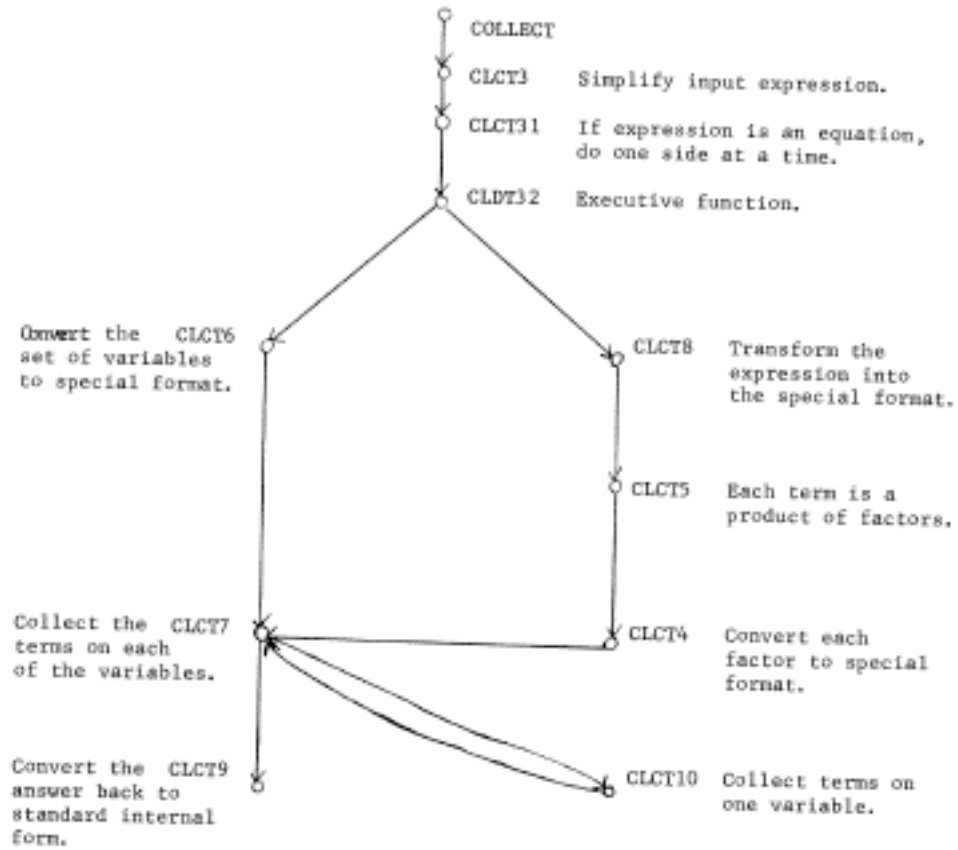 COLLECT
CLCT3 Simplify input expression.
CLCT31 If expression is an equation,
do one side at a time.
CLDT32 Executive function.
Convert the CLCT6
set of variables
to special format.
CLCT8 Transform the
expression into
the special format.
CLCT5 Each term is a
product of factors.
Collect the CLCT7
terms on each
of the variables.
CLCT4 Convert each
factor to special
format.
Convert the CLCT9
answer back to
standard internal
form.
CLCT10 Collect terms on
one variable.